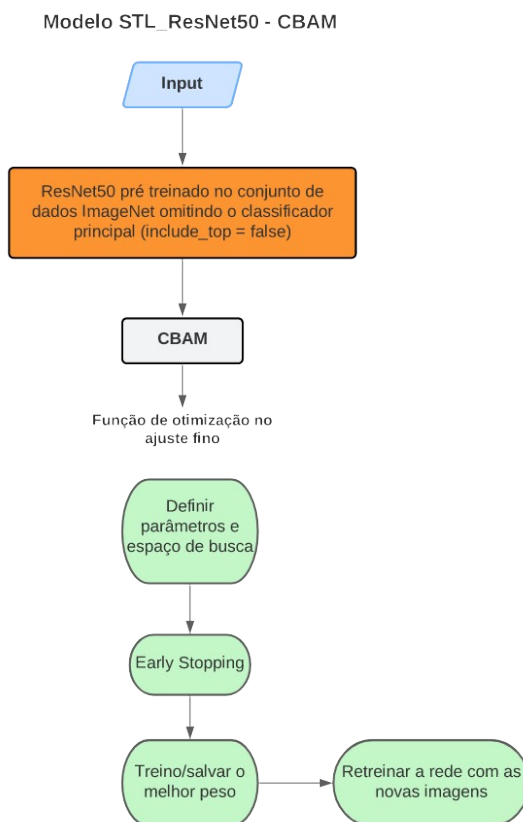 Modelo STL_ResNet50 - CBAM
Input
ResNet50 pré treinado no conjunto de
dados ImageNet omitindo o classificador
principal (include_top = false)
CBAM
Função de otimização no
ajuste fino
Definir
parâmetros e
espaço de busca
Early Stopping
Treino/salvar o
melhor peso
Retreinar a rede com as
novas imagens